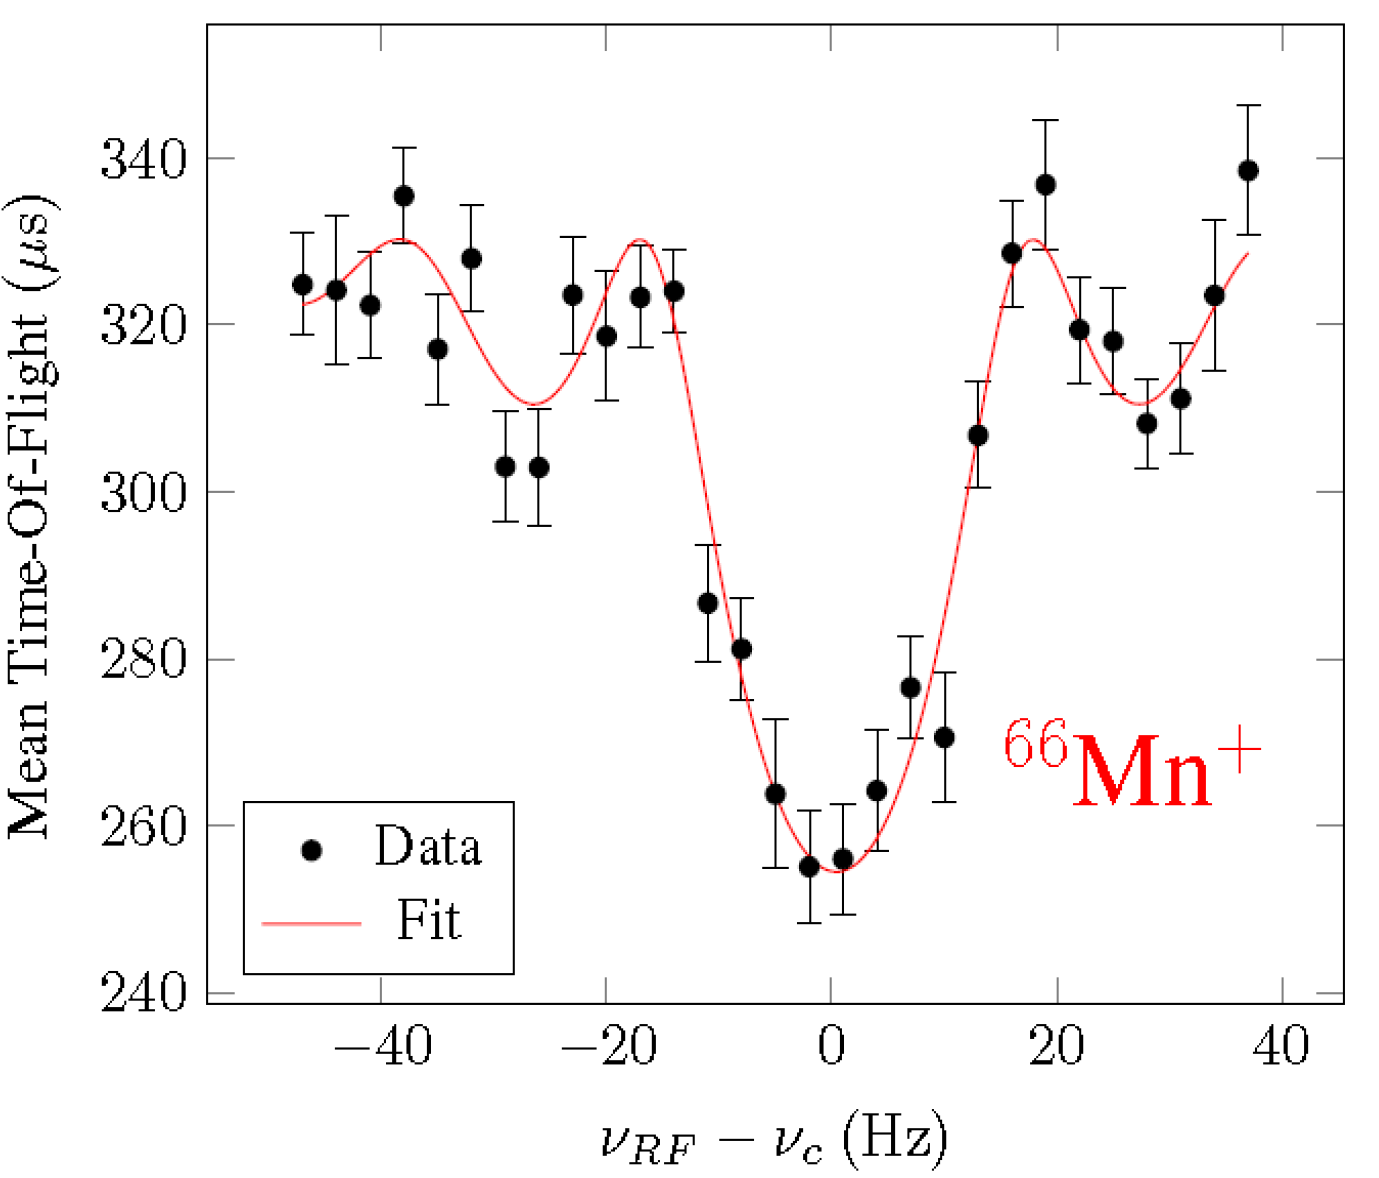 Mean Time-Of-Flight (μs)
340
320
300
280
260
240
⁶⁶Mn⁺
Data
Fit
−40 −20 0 20 40
ν_RF − ν_c (Hz)